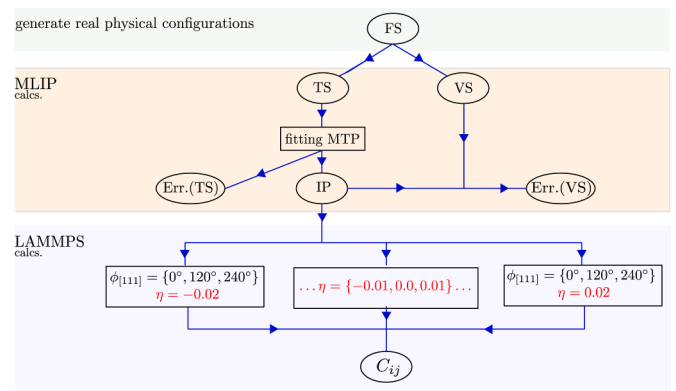 generate real physical configurations
FS
MLIP
calcs.
TS
VS
fitting MTP
Err.(TS)
IP
Err.(VS)
LAMMPS
calcs.
ϕ[111] = {0°, 120°, 240°}
η = −0.02
... η = {−0.01, 0.0, 0.01} ...
ϕ[111] = {0°, 120°, 240°}
η = 0.02
Cij